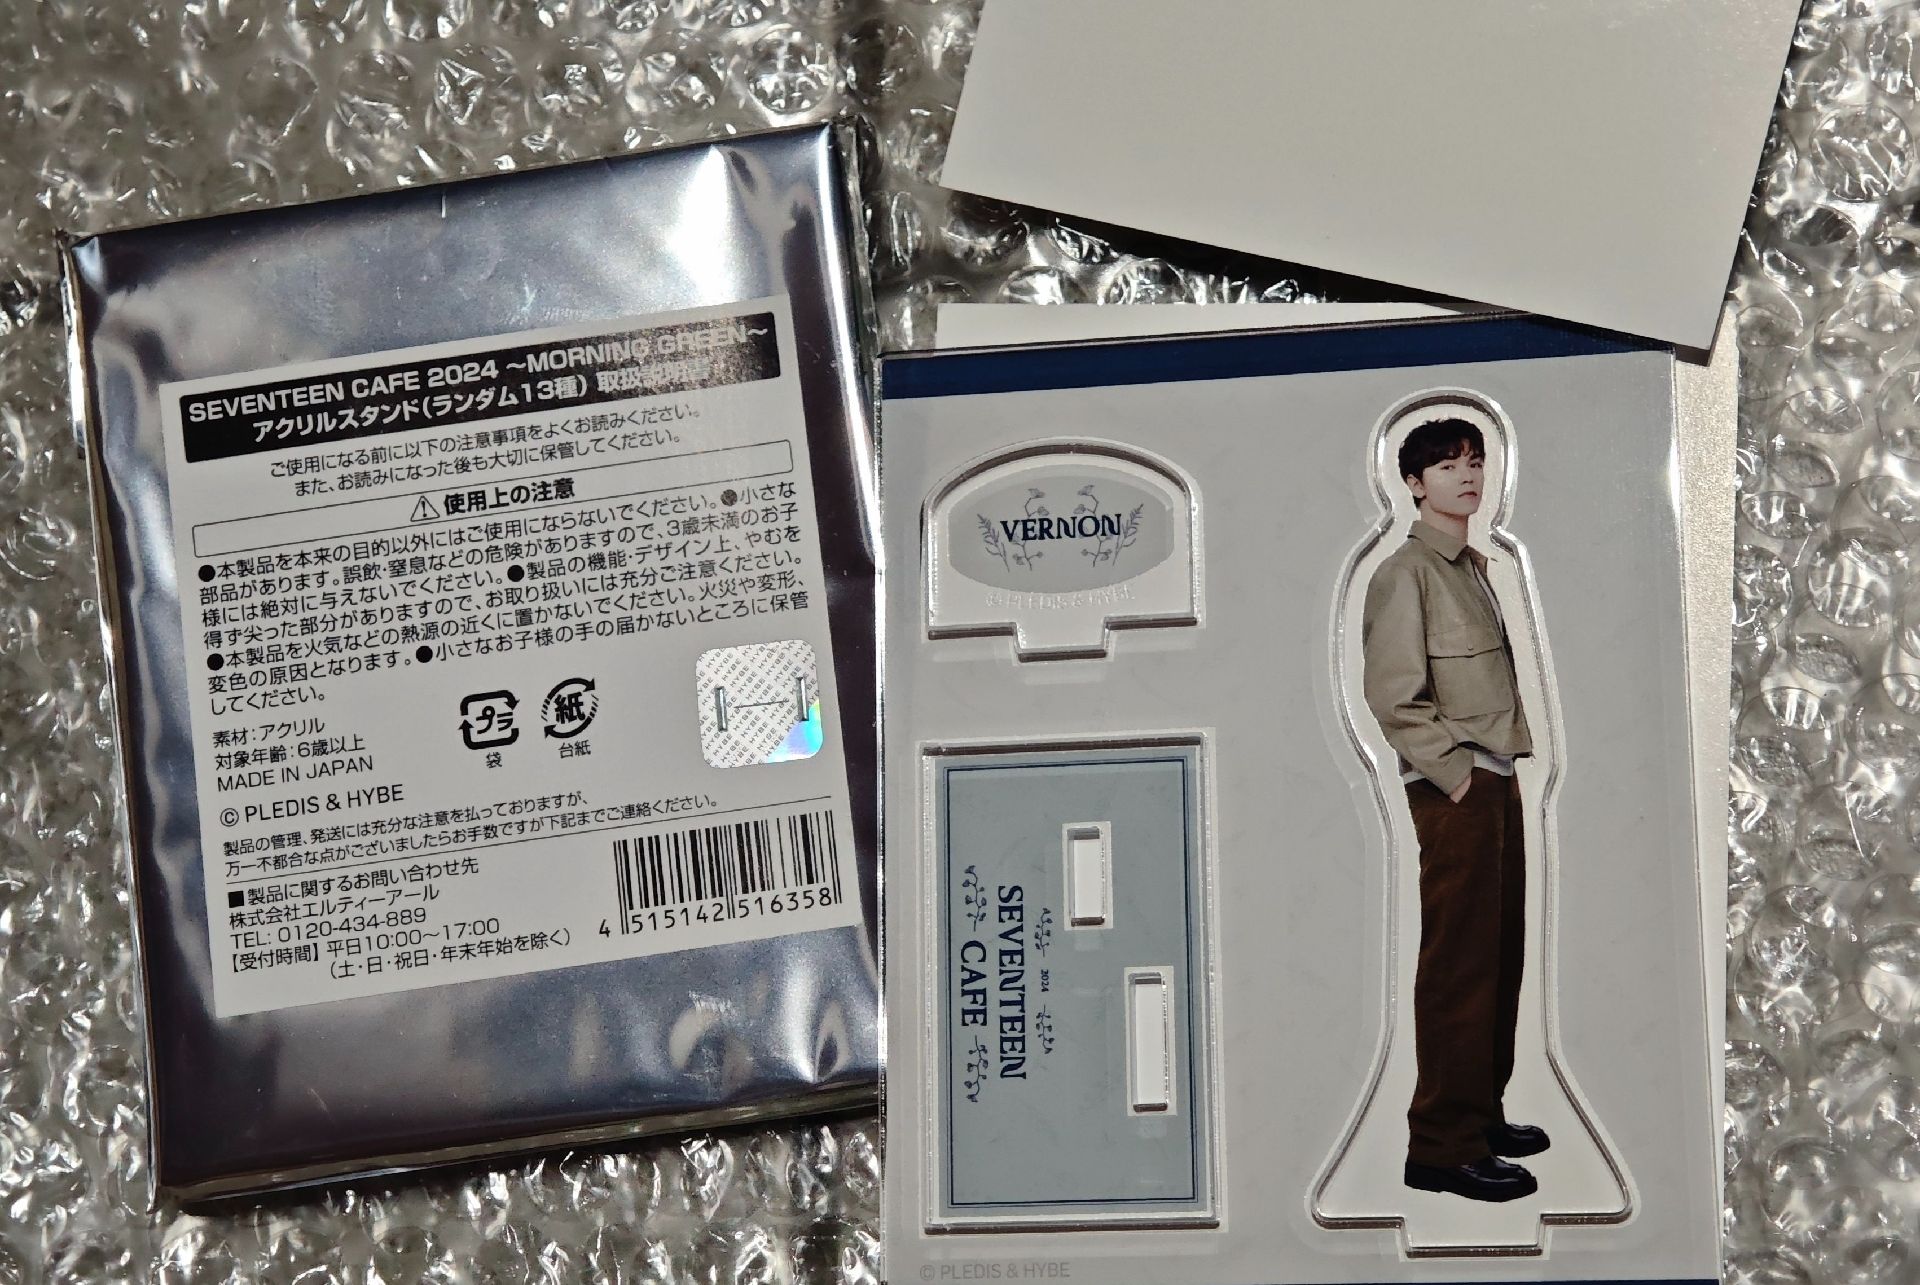 SEVENTEEN CAFE 2024 ～MORNING GREEN～
アクリルスタンド(ランダム13種) 取扱説明書
ご使用になる前に以下の注意事項をよくお読みください。
また、お読みになった後も大切に保管してください。
⚠使用上の注意
●本製品を本来の目的以外にはご使用にならないでください。●小さな
部品があります。誤飲・窒息などの危険がありますので、3歳未満のお子
様には絶対に与えないでください。●製品の機能・デザイン上、やむを
得ず尖った部分がありますので、お取り扱いには充分ご注意ください。
●本製品を火気などの熱源の近くに置かないでください。火災や変形、
変色の原因となります。●小さなお子様の手の届かないところに保管
してください。
素材：アクリル
対象年齢：6歳以上
MADE IN JAPAN
© PLEDIS & HYBE
プラ
袋
紙
台紙
HYBE
製品の管理、発送には充分な注意を払っておりますが、
万一不都合な点がございましたらお手数ですが下記までご連絡ください。
■製品に関するお問い合わせ先
株式会社エルティーアール
TEL: 0120-434-889
【受付時間】平日10:00～17:00
(土・日・祝日・年末年始を除く)
4 515142 516358
VERNON
© PLEDIS & HYBE
2024
SEVENTEEN
CAFE
© PLEDIS & HYBE